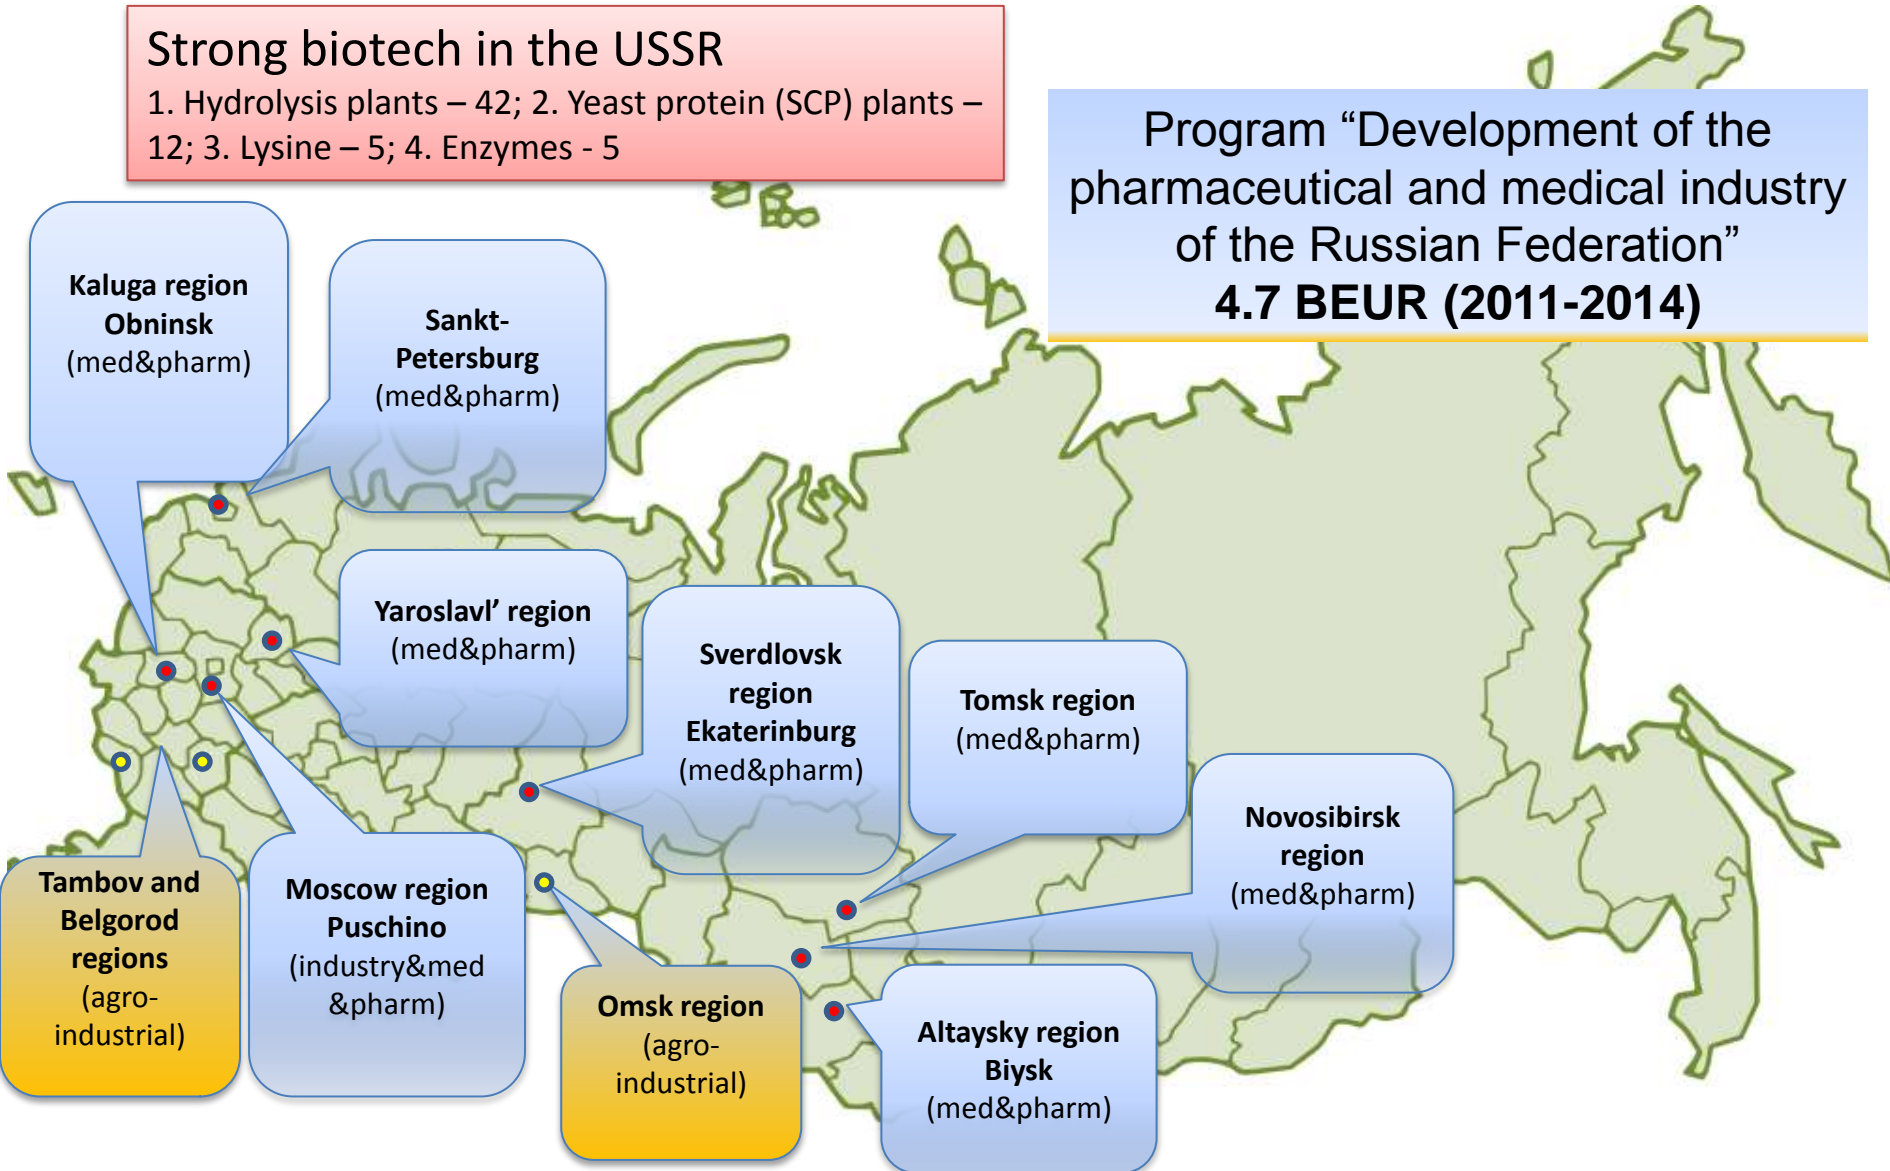 Strong biotech in the USSR
1. Hydrolysis plants – 42; 2. Yeast protein (SCP) plants –
12; 3. Lysine – 5; 4. Enzymes - 5
Program “Development of the
pharmaceutical and medical industry
of the Russian Federation”
4.7 BEUR (2011-2014)
Kaluga region
Obninsk
(med&pharm)
Sankt-
Petersburg
(med&pharm)
Yaroslavl’ region
(med&pharm)
Sverdlovsk
region
Ekaterinburg
(med&pharm)
Tomsk region
(med&pharm)
Novosibirsk
region
(med&pharm)
Tambov and
Belgorod
regions
(agro-
industrial)
Moscow region
Puschino
(industry&med
&pharm)
Omsk region
(agro-
industrial)
Altaysky region
Biysk
(med&pharm)